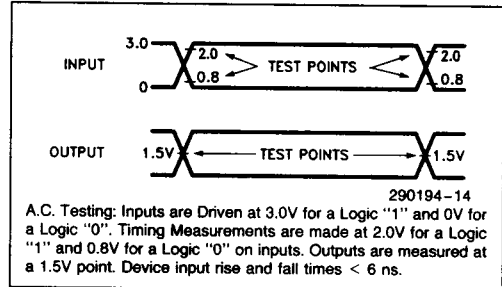 3.0
INPUT
2.0
0.8
TEST POINTS
2.0
0.8
0
OUTPUT
1.5V
TEST POINTS
1.5V
290194-14
A.C. Testing: Inputs are Driven at 3.0V for a Logic "1" and 0V for
a Logic "0". Timing Measurements are made at 2.0V for a Logic
"1" and 0.8V for a Logic "0" on inputs. Outputs are measured at
a 1.5V point. Device input rise and fall times < 6 ns.